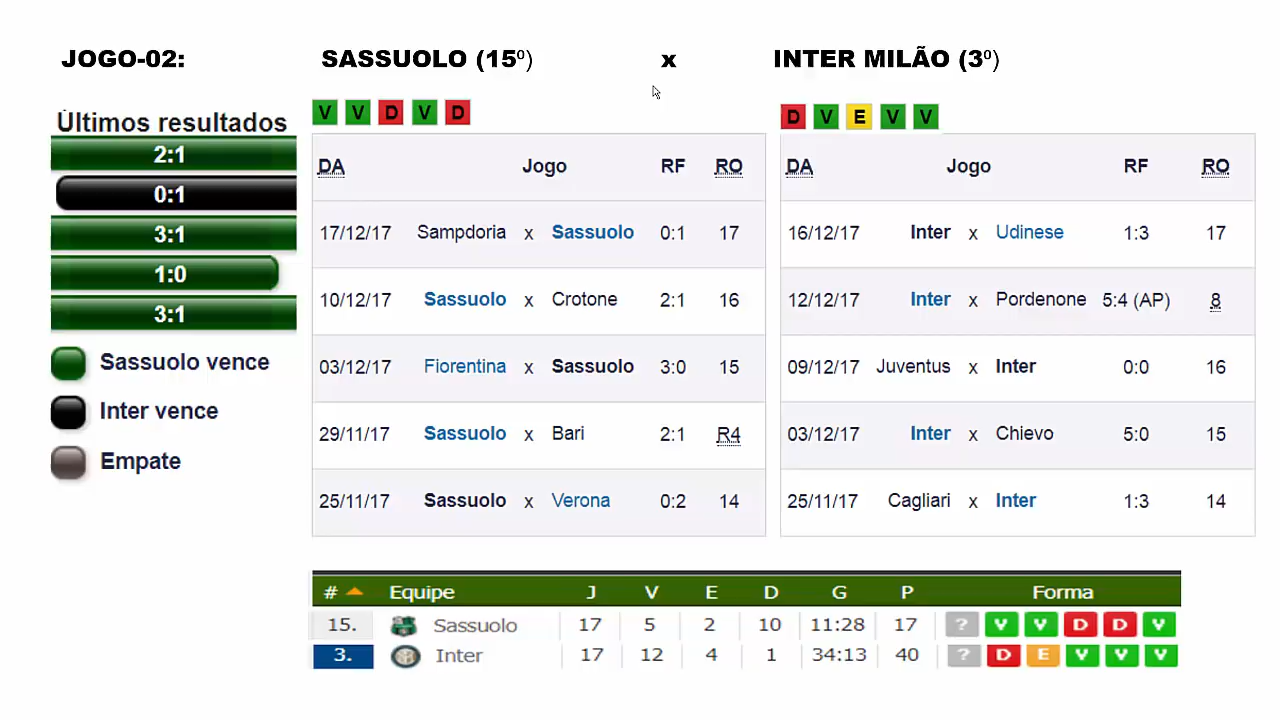 JOGO-02: SASSUOLO (15º) x INTER MILÃO (3º)
Últimos resultados
2:1
0:1
3:1
1:0
3:1
Sassuolo vence
Inter vence
Empate
V V D V D
DA Jogo RF RO
17/12/17 Sampdoria x Sassuolo 0:1 17
10/12/17 Sassuolo x Crotone 2:1 16
03/12/17 Fiorentina x Sassuolo 3:0 15
29/11/17 Sassuolo x Bari 2:1 R4
25/11/17 Sassuolo x Verona 0:2 14
D V E V V
DA Jogo RF RO
16/12/17 Inter x Udinese 1:3 17
12/12/17 Inter x Pordenone 5:4 (AP) 8
09/12/17 Juventus x Inter 0:0 16
03/12/17 Inter x Chievo 5:0 15
25/11/17 Cagliari x Inter 1:3 14
# Equipe J V E D G P Forma
15. Sassuolo 17 5 2 10 11:28 17 ? V V D D V
3. Inter 17 12 4 1 34:13 40 ? D E V V V